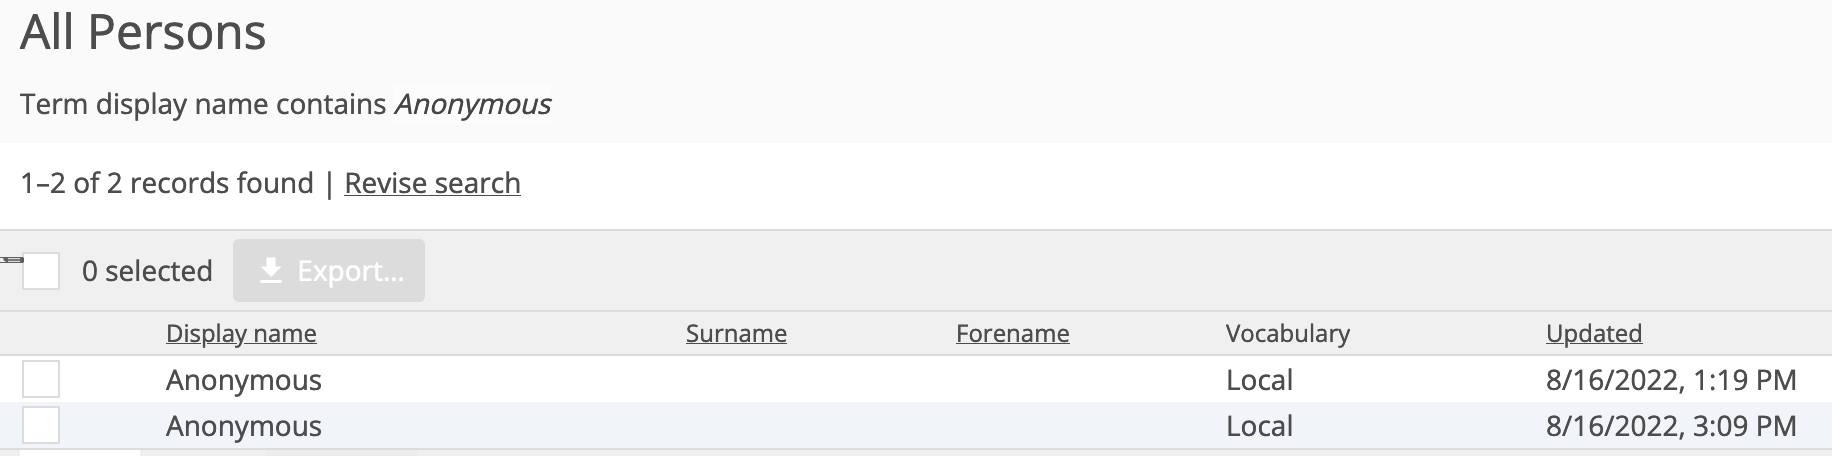 All Persons
Term display name contains Anonymous
1–2 of 2 records found | Revise search
0 selected Export...
Display name Surname Forename Vocabulary Updated
Anonymous Local 8/16/2022, 1:19 PM
Anonymous Local 8/16/2022, 3:09 PM